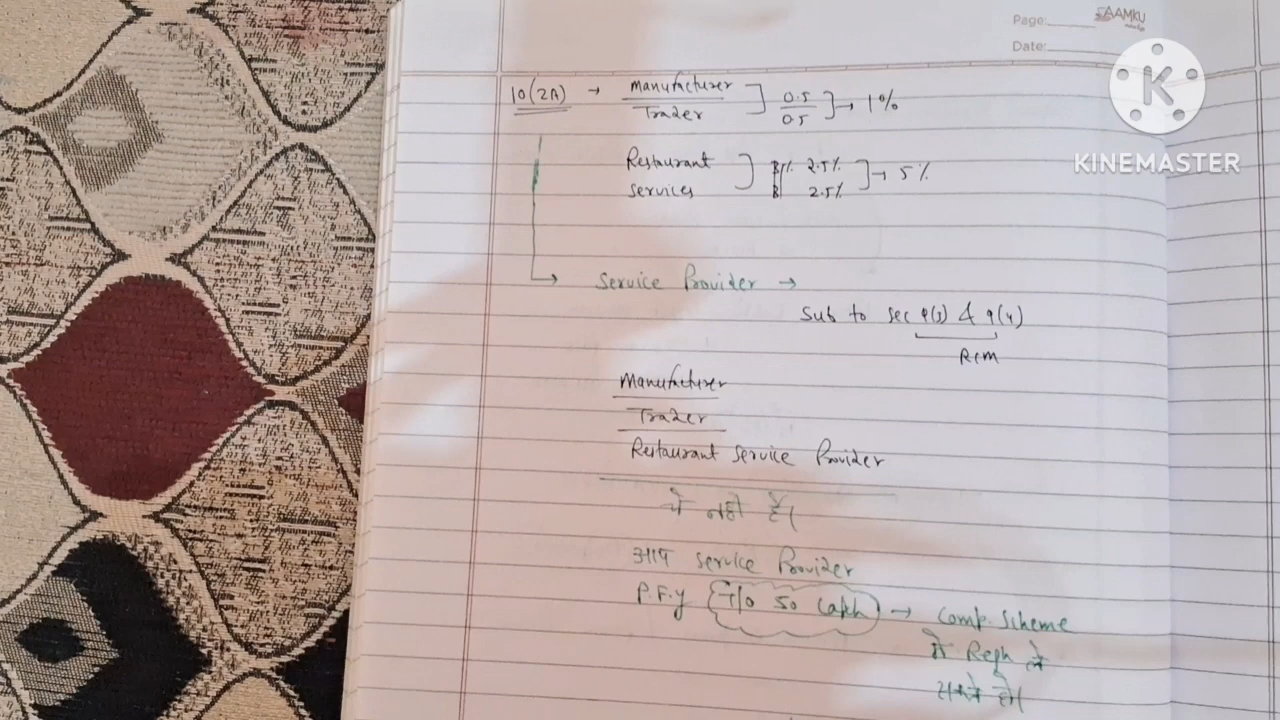 Page:
SAAMKU
Date:
KINEMASTER
10(2A) → Manufacturer
Trader
0.5
0.5
→ 1%
Restaurant
Services
2.5%
2.5%
→ 5%
Service Provider →
Sub to sec 9(3) & 9(4)
RCM
Manufacturer
Trader
Restaurant Service Provider
ये नहीं है।
आप Service Provider
P.F.Y T/o 50 Lakh → Comp. Scheme
में Regn ले
सकते हो।